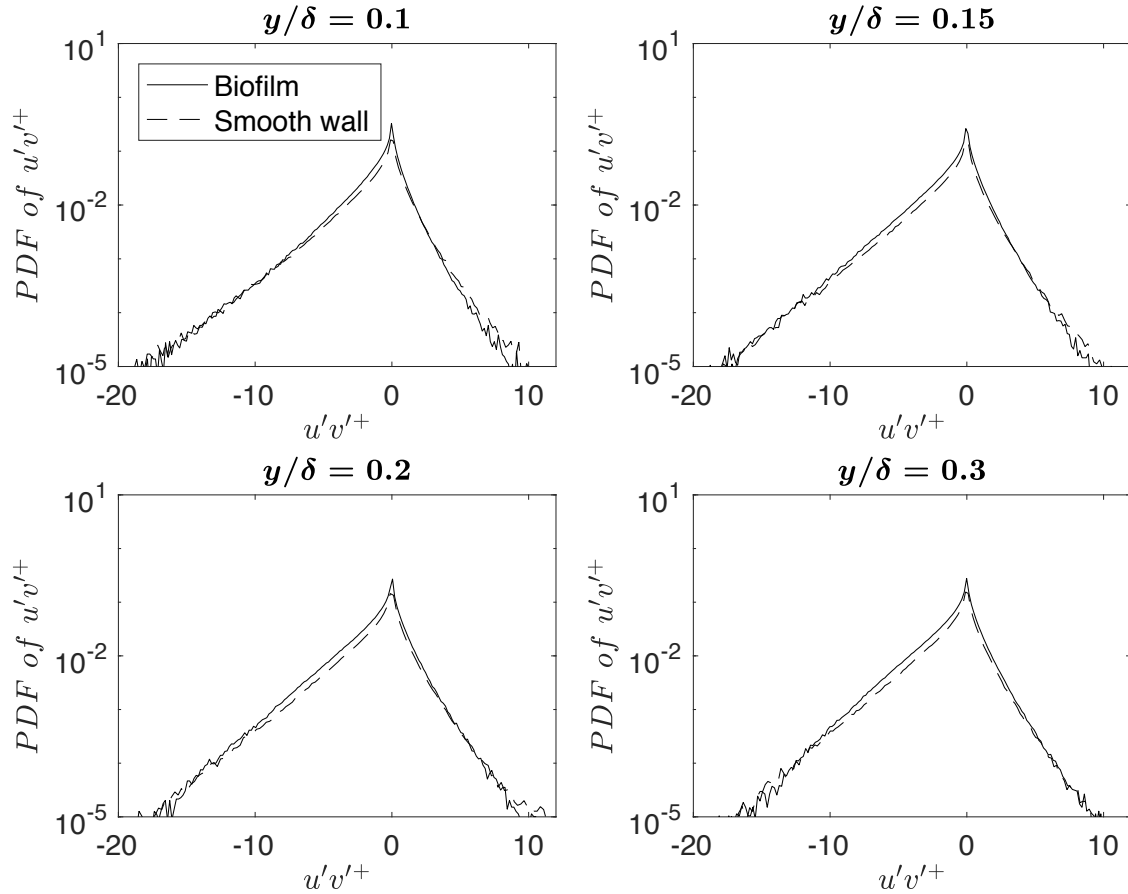 y/δ = 0.1
10^1
10^-2
10^-5
PDF of u′v′+
Biofilm
Smooth wall
-20 -10 0 10
u′v′+
y/δ = 0.15
10^1
10^-2
10^-5
PDF of u′v′+
-20 -10 0 10
u′v′+
y/δ = 0.2
10^1
10^-2
10^-5
PDF of u′v′+
-20 -10 0 10
u′v′+
y/δ = 0.3
10^1
10^-2
10^-5
PDF of u′v′+
-20 -10 0 10
u′v′+